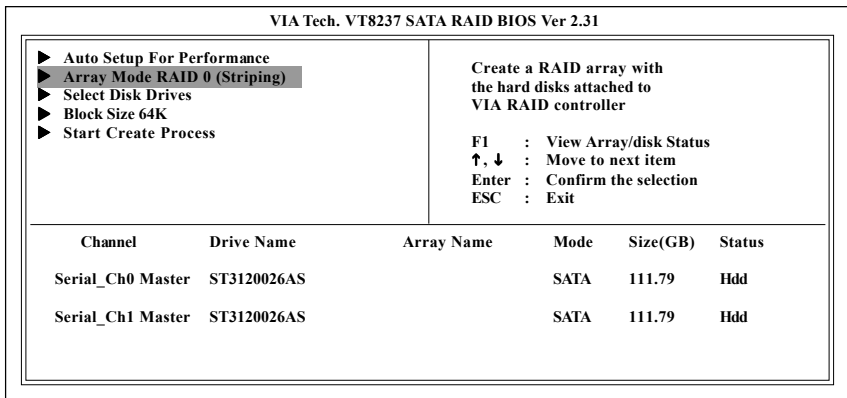 VIA Tech. VT8237 SATA RAID BIOS Ver 2.31
Auto Setup For Performance
Array Mode RAID 0 (Striping)
Select Disk Drives
Block Size 64K
Start Create Process
Create a RAID array with
the hard disks attached to
VIA RAID controller
F1 : View Array/disk Status
↑, ↓ : Move to next item
Enter : Confirm the selection
ESC : Exit
Channel Drive Name Array Name Mode Size(GB) Status
Serial_Ch0 Master ST3120026AS SATA 111.79 Hdd
Serial_Ch1 Master ST3120026AS SATA 111.79 Hdd